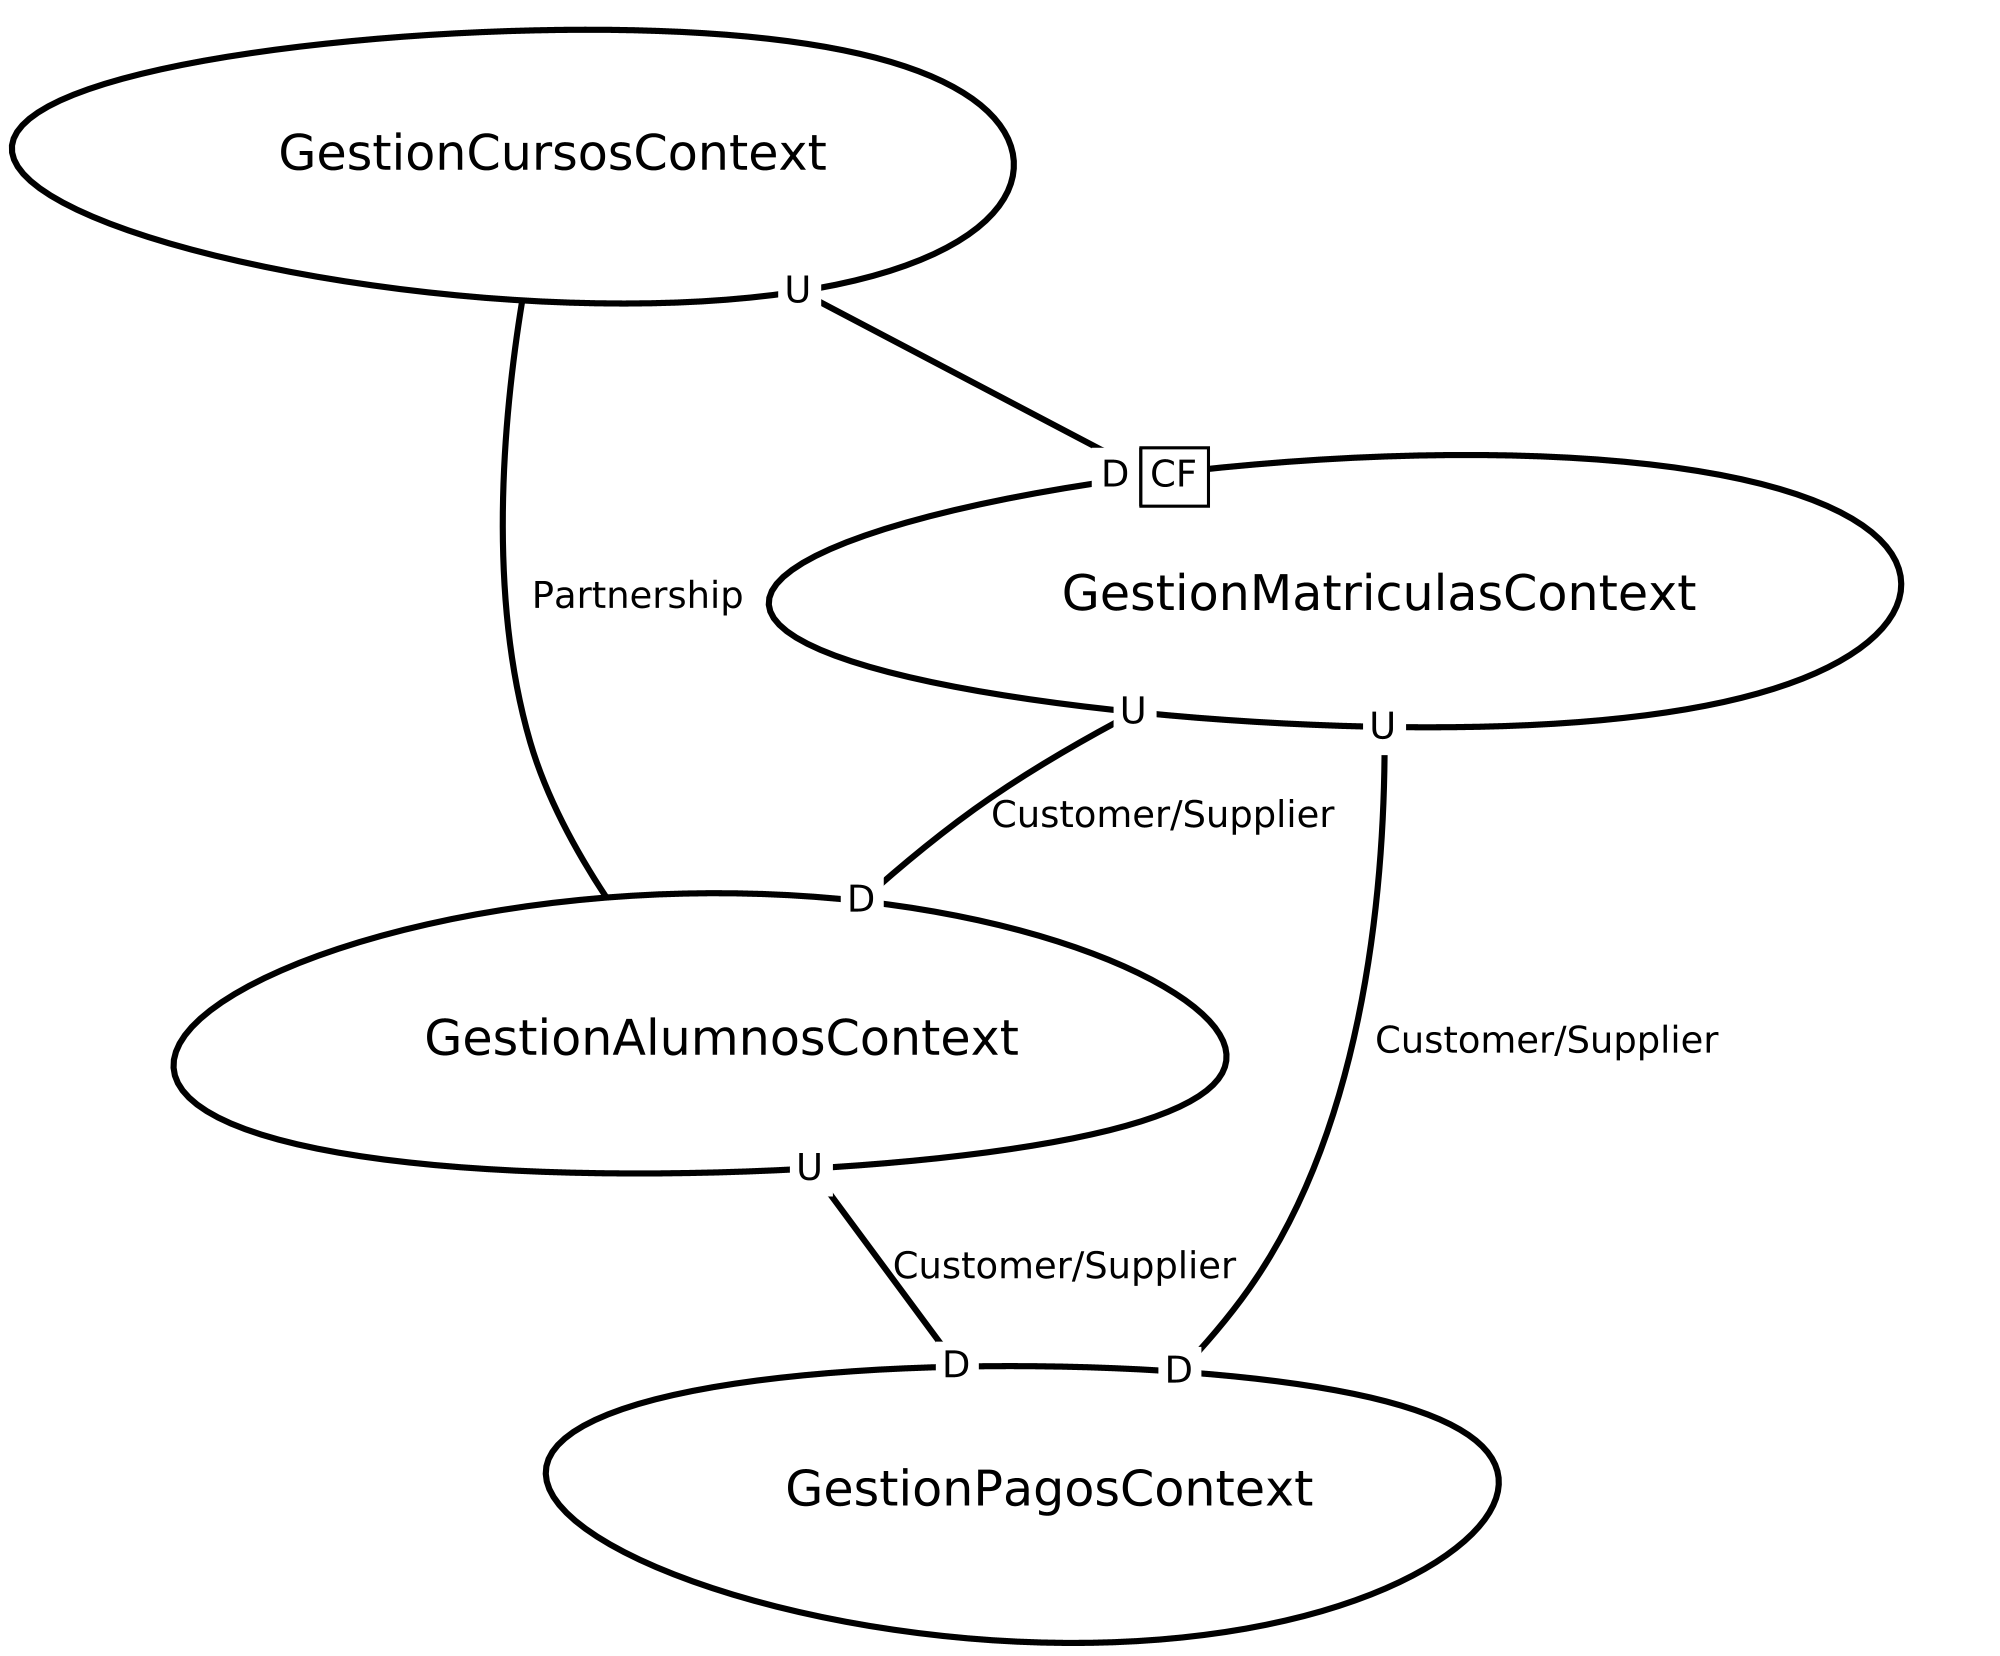 GestionCursosContext
U
D CF
Partnership
GestionMatriculasContext
U
U
Customer/Supplier
D
GestionAlumnosContext
Customer/Supplier
U
Customer/Supplier
D
D
GestionPagosContext